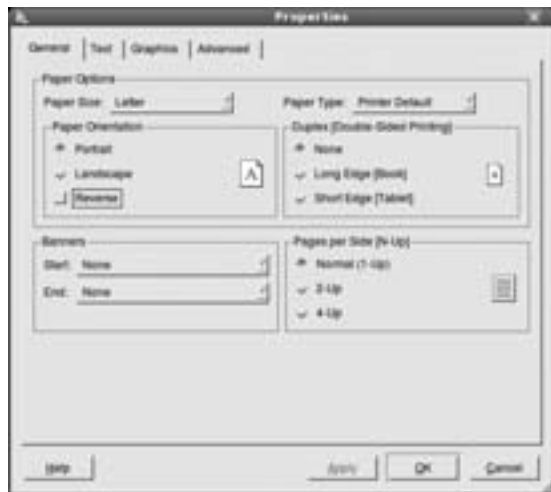 Properties
General Text Graphics Advanced
Paper Options
Paper Size: Letter
Paper Type: Printer Default
Paper Orientation
Portrait
Landscape
Reverse
A
Duplex [Double-Sided Printing]
None
Long Edge [Book]
Short Edge [Tablet]
Banners
Start: None
End: None
Pages per Side [N-Up]
Normal (1-Up)
2-Up
4-Up
Help Apply OK Cancel